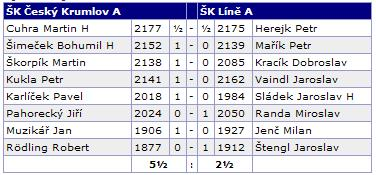 ŠK Český Krumlov A ŠK Líně A
Cuhra Martin H 2177 ½ - ½ 2175 Herejk Petr
Šimeček Bohumil H 2152 1 - 0 2139 Mařík Petr
Škorpík Martin 2138 1 - 0 2085 Kracík Dobroslav
Kukla Petr 2141 1 - 0 2162 Vaindl Jaroslav
Karlíček Pavel 2018 1 - 0 1984 Sládek Jaroslav H
Pahorecký Jiří 2024 0 - 1 2050 Randa Miroslav
Muzikář Jan 1906 1 - 0 1927 Jenč Milan
Rödling Robert 1877 0 - 1 1912 Štengl Jaroslav
5½ : 2½